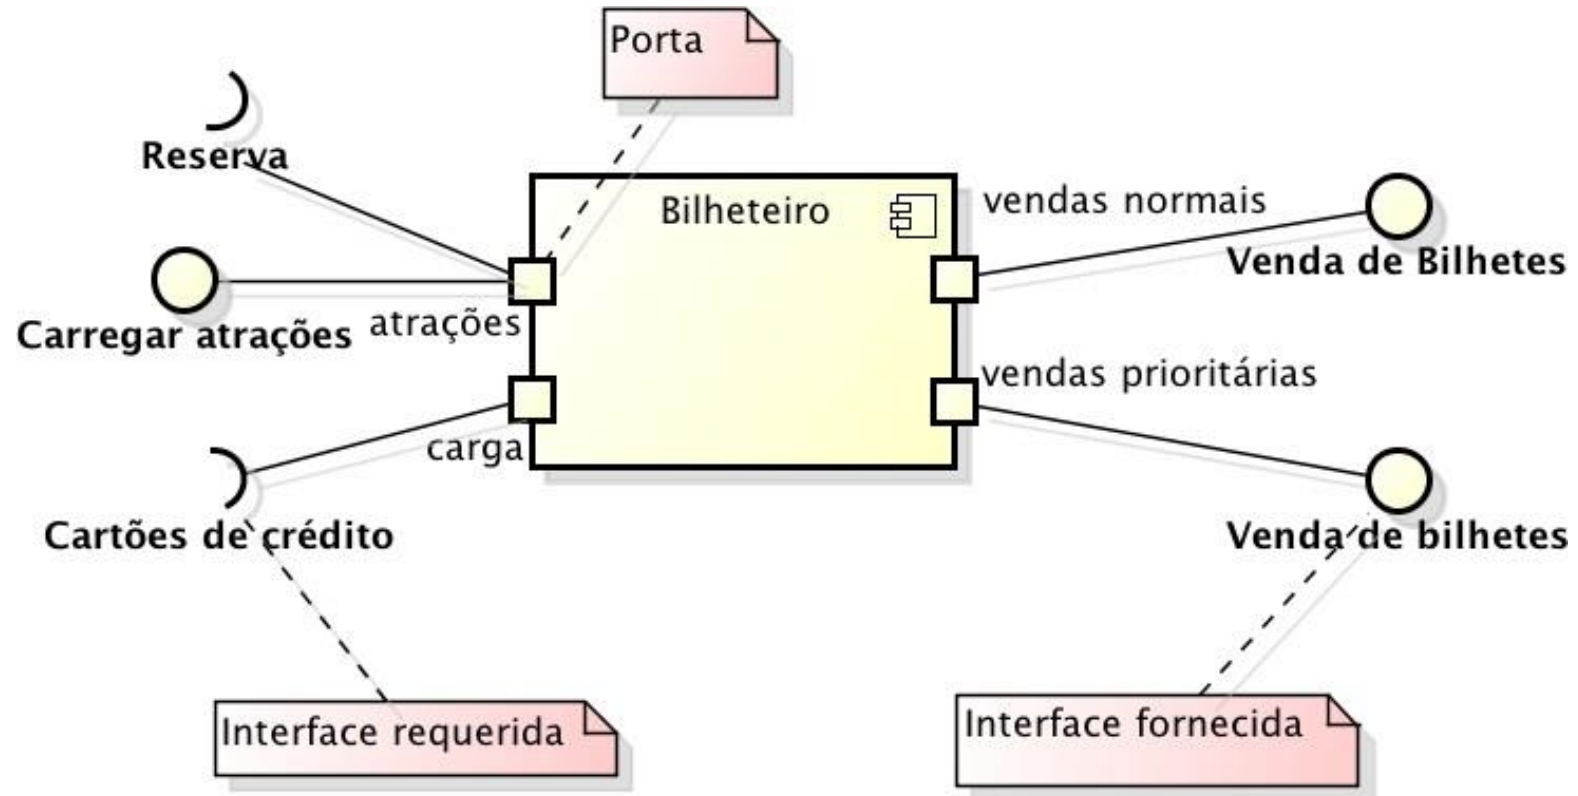 Porta
Reserva
Bilheteiro
vendas normais
Venda de Bilhetes
Carregar atrações
atrações
vendas prioritárias
carga
Cartões de crédito
Venda de bilhetes
Interface requerida
Interface fornecida